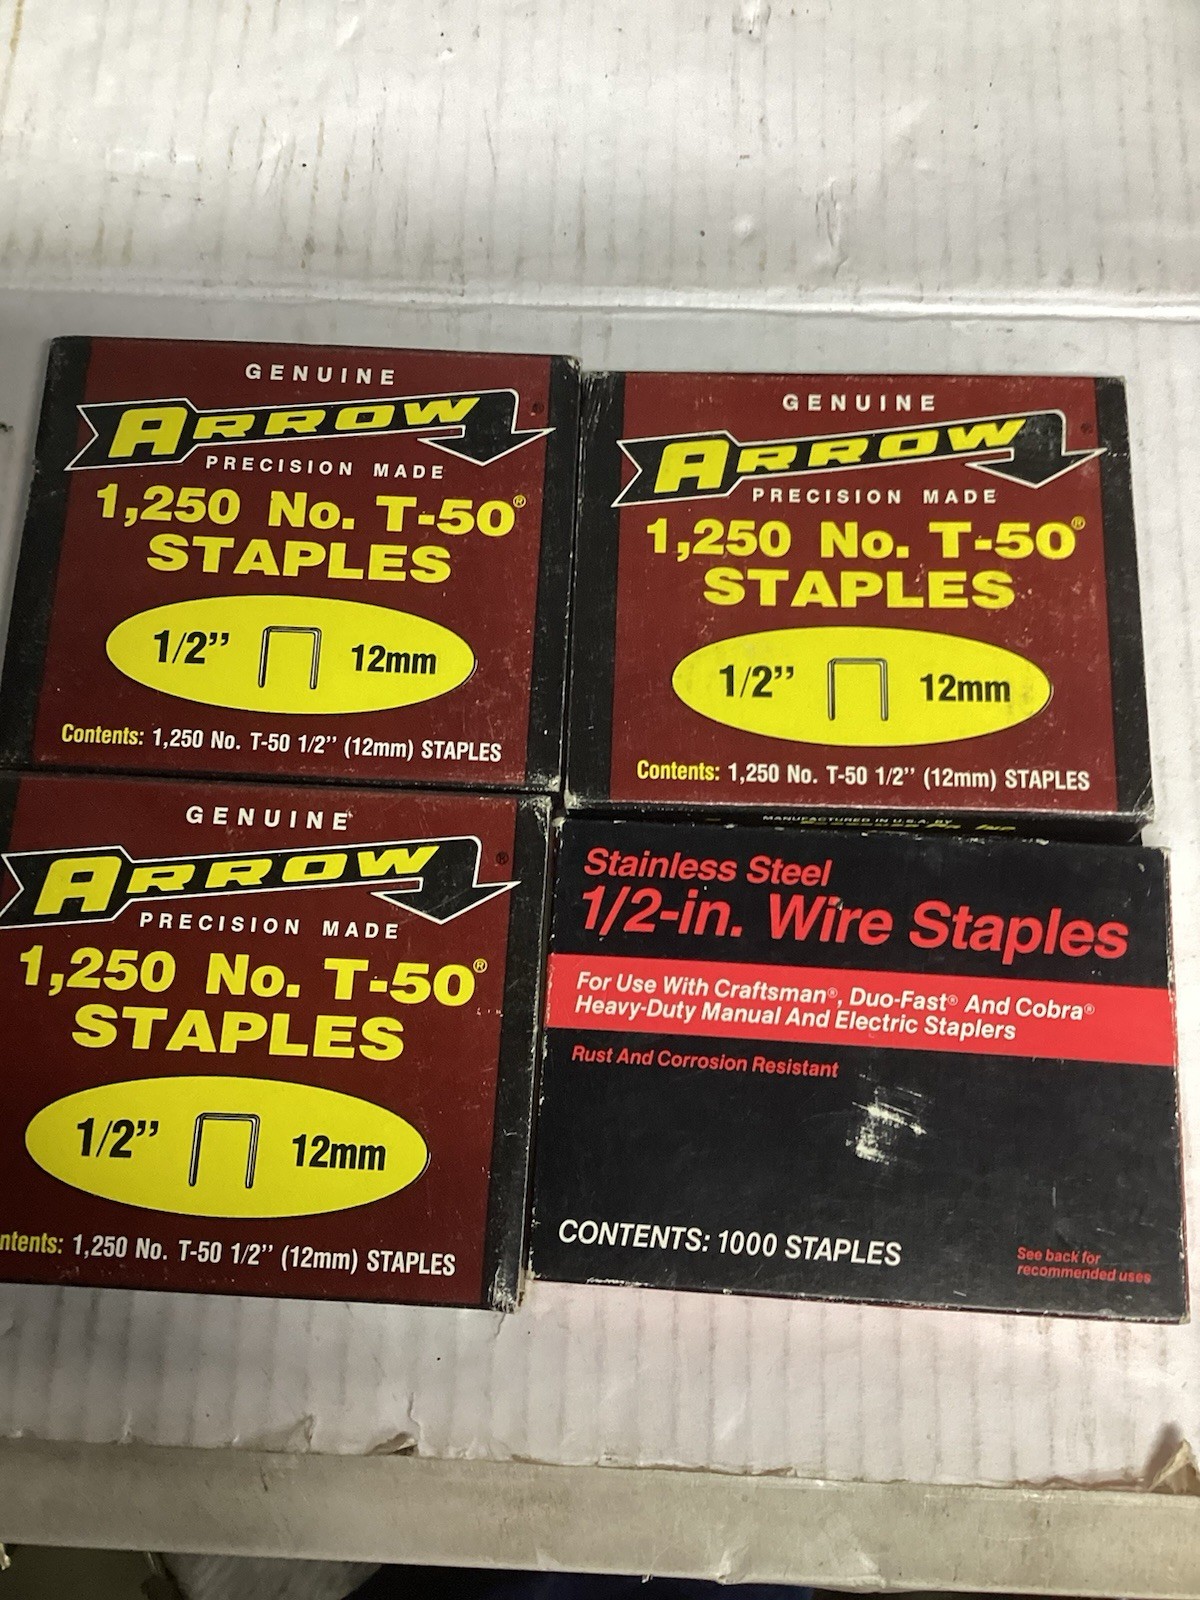 GENUINE
ARROW®
PRECISION MADE
1,250 No. T-50®
STAPLES
1/2” 12mm
Contents: 1,250 No. T-50 1/2” (12mm) STAPLES
GENUINE
ARROW®
PRECISION MADE
1,250 No. T-50®
STAPLES
1/2” 12mm
Contents: 1,250 No. T-50 1/2” (12mm) STAPLES
MANUFACTURED IN U.S.A. BY
GENUINE
ARROW®
PRECISION MADE
1,250 No. T-50®
STAPLES
1/2” 12mm
ntents: 1,250 No. T-50 1/2” (12mm) STAPLES
Stainless Steel
1/2-in. Wire Staples
For Use With Craftsman®, Duo-Fast® And Cobra®
Heavy-Duty Manual And Electric Staplers
Rust And Corrosion Resistant
CONTENTS: 1000 STAPLES
See back for
recommended uses